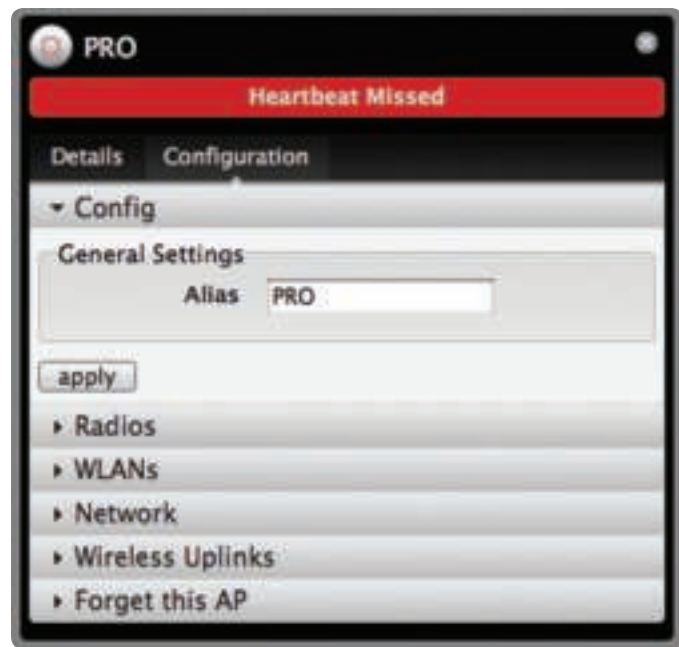 PRO
Heartbeat Missed
Details Configuration
Config
General Settings
Alias PRO
apply
Radios
WLANs
Network
Wireless Uplinks
Forget this AP